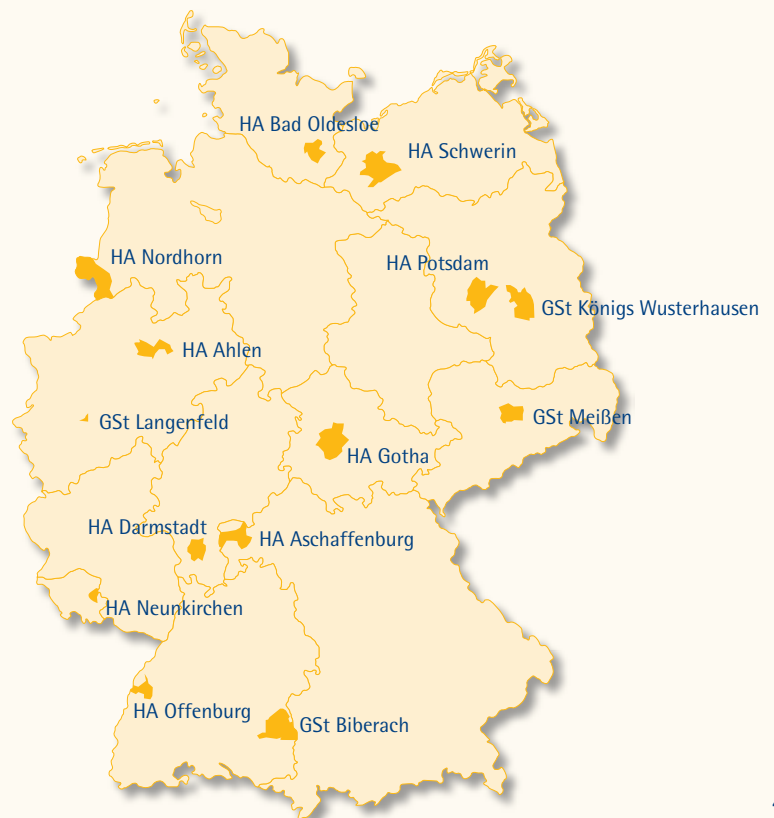 HA Bad Oldesloe
HA Schwerin
HA Nordhorn
HA Potsdam
GSt Königs Wusterhausen
HA Ahlen
GSt Langenfeld
GSt Meißen
HA Gotha
HA Darmstadt
HA Aschaffenburg
HA Neunkirchen
HA Offenburg
GSt Biberach